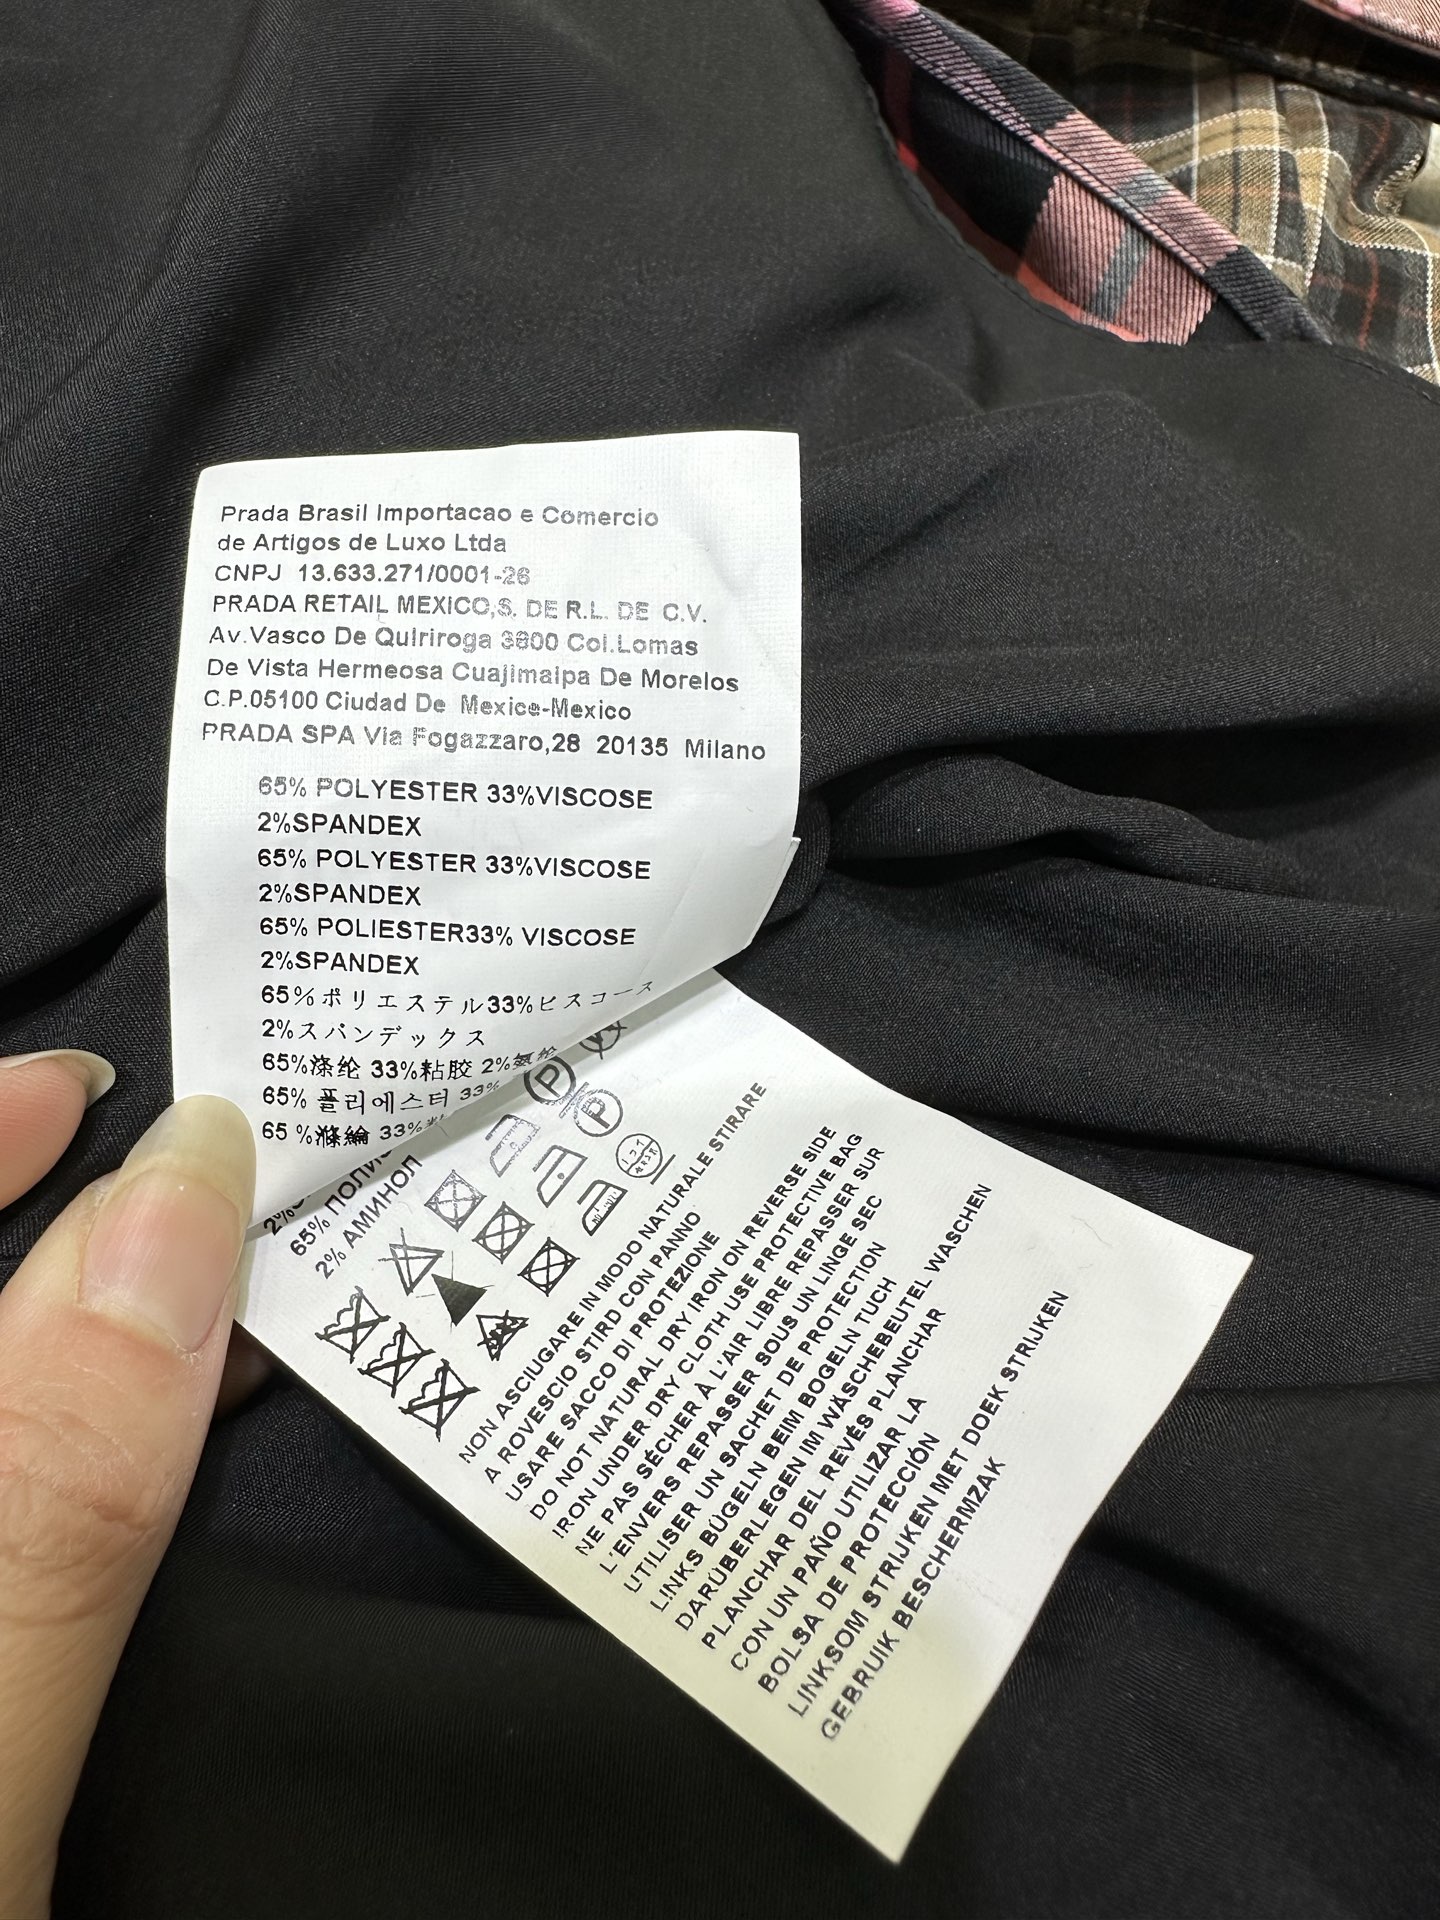 Prada Brasil Importacao e Comercio
de Artigos de Luxo Ltda
CNPJ 13.633.271/0001-26
PRADA RETAIL MEXICO,S. DE R.L. DE C.V.
Av.Vasco De Quiriroga 3800 Col.Lomas
De Vista Hermeosa Cuajimalpa De Morelos
C.P.05100 Ciudad De Mexice-Mexico
PRADA SPA Via Fogazzaro,28 20135 Milano
65% POLYESTER 33%VISCOSE
2%SPANDEX
65% POLYESTER 33%VISCOSE
2%SPANDEX
65% POLIESTER33% VISCOSE
2%SPANDEX
65%ポリエステル33%ビスコース
2%スパンデックス
65%涤纶 33%粘胶 2%氨纶
65% 폴리에스터 33%
65 %滌綸 33%
65%
2% АМИНОЛ
P
P
NON ASCIUGARE IN MODO NATURALE STIRARE
A ROVESCIO STIRD CON PANNO
USARE SACCO DI PROTEZIONE
DO NOT NATURAL DRY IRON ON REVERSE SIDE
IRON UNDER DRY CLOTH USE PROTECTIVE BAG
NE PAS SÉCHER À L'AIR LIBRE REPASSER SUR
L'ENVERS REPASSER SOUS UN LINGE SEC
UTILISER UN SACHET DE PROTECTION
LINKS BÜGELN BEIM BOGELN TUCH
DARÜBERLEGEN IM WÄSCHEBEUTEL WASCHEN
PLANCHAR DEL REVÉS PLANCHAR
CON UN PAÑO UTILIZAR LA
BOLSA DE PROTECCIÓN
LINKSOM STRIJKEN MET DOEK STRIJKEN
GEBRUIK BESCHERMZAK